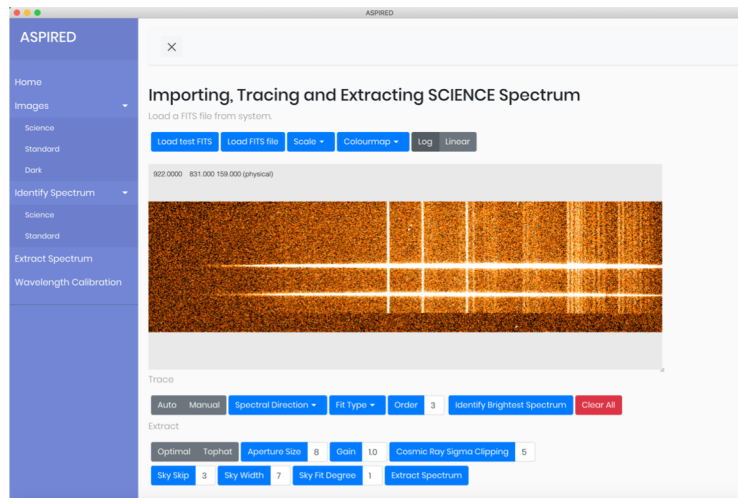 ASPIRED
ASPIRED
Home
Images
Science
Standard
Dark
Identify Spectrum
Science
Standard
Extract Spectrum
Wavelength Calibration
Importing, Tracing and Extracting SCIENCE Spectrum
Load a FITS file from system.
Load test FITS Load FITS file Scale Colourmap Log Linear
922.0000 831.000 159.000 (physical)
Trace
Auto Manual Spectral Direction Fit Type Order 3 Identify Brightest Spectrum Clear All
Extract
Optimal Tophat Aperture Size 8 Gain 1.0 Cosmic Ray Sigma Clipping 5
Sky Skip 3 Sky Width 7 Sky Fit Degree 1 Extract Spectrum